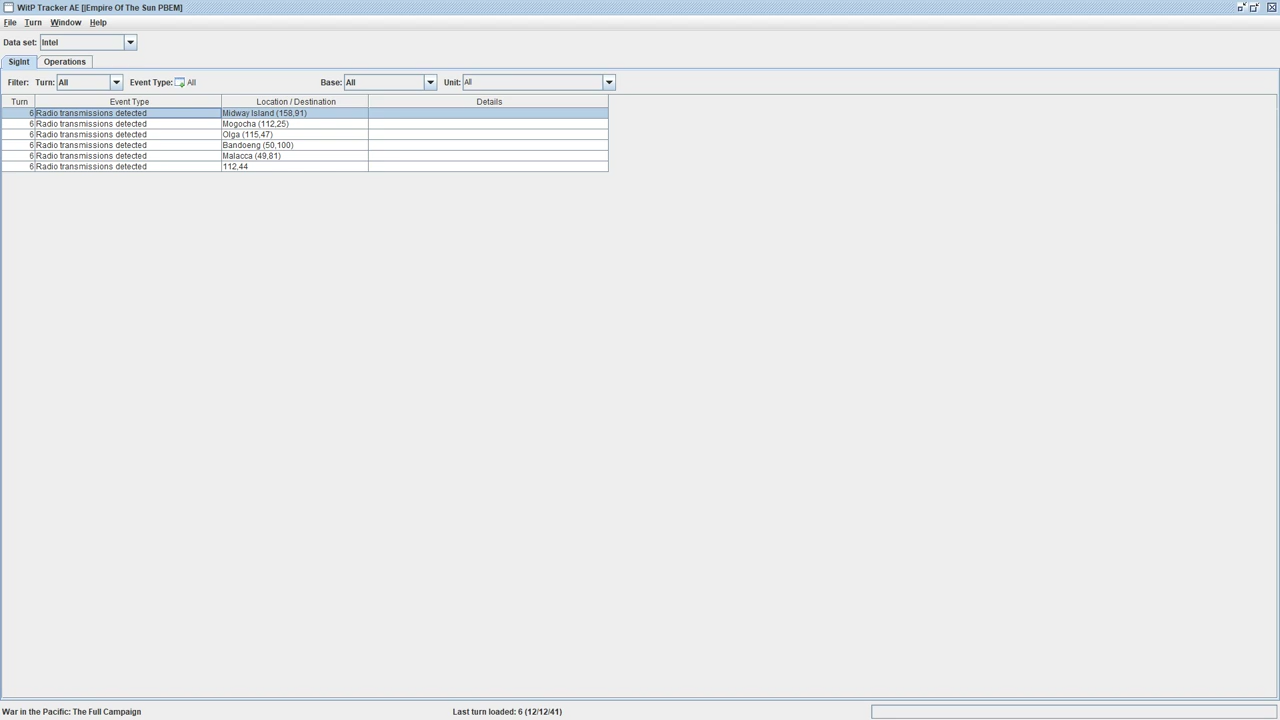 WitP Tracker AE [|Empire Of The Sun PBEM]
File Turn Window Help
Data set: Intel
SigInt Operations
Filter: Turn: All Event Type: All Base: All Unit: All
Turn Event Type Location / Destination Details
6 Radio transmissions detected Midway Island (158,91)
6 Radio transmissions detected Mogocha (112,25)
6 Radio transmissions detected Olga (115,47)
6 Radio transmissions detected Bandoeng (50,100)
6 Radio transmissions detected Malacca (49,81)
6 Radio transmissions detected 112,44
War in the Pacific: The Full Campaign Last turn loaded: 6 (12/12/41)